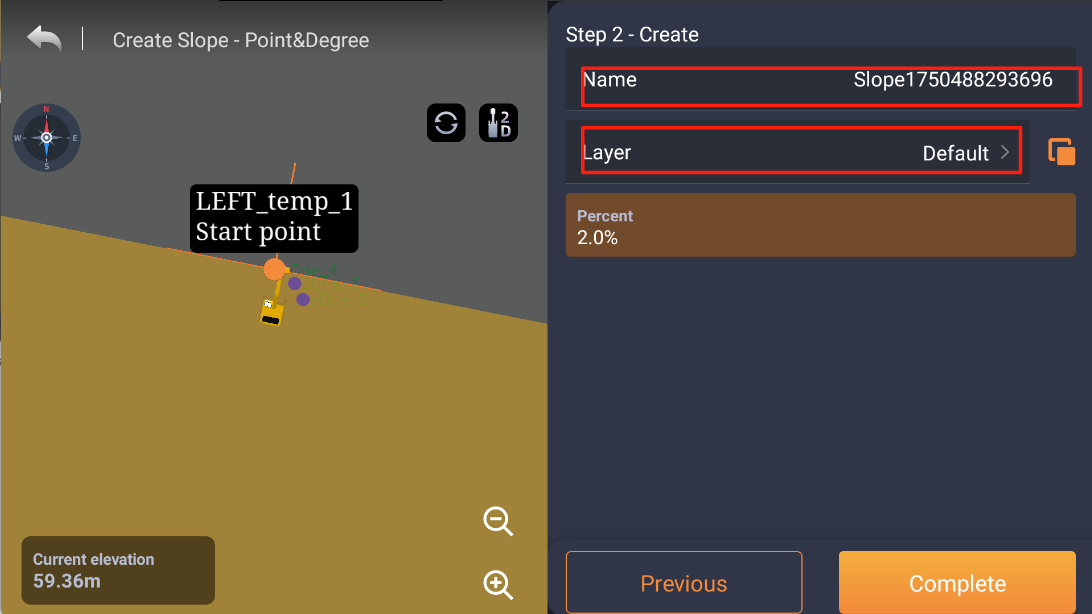 Create Slope - Point&Degree
N
W
E
S
2
D
LEFT_temp_1
Start point
Current elevation
59.36m
Step 2 - Create
Name
Slope1750488293696
Layer
Default
Percent
2.0%
Previous
Complete